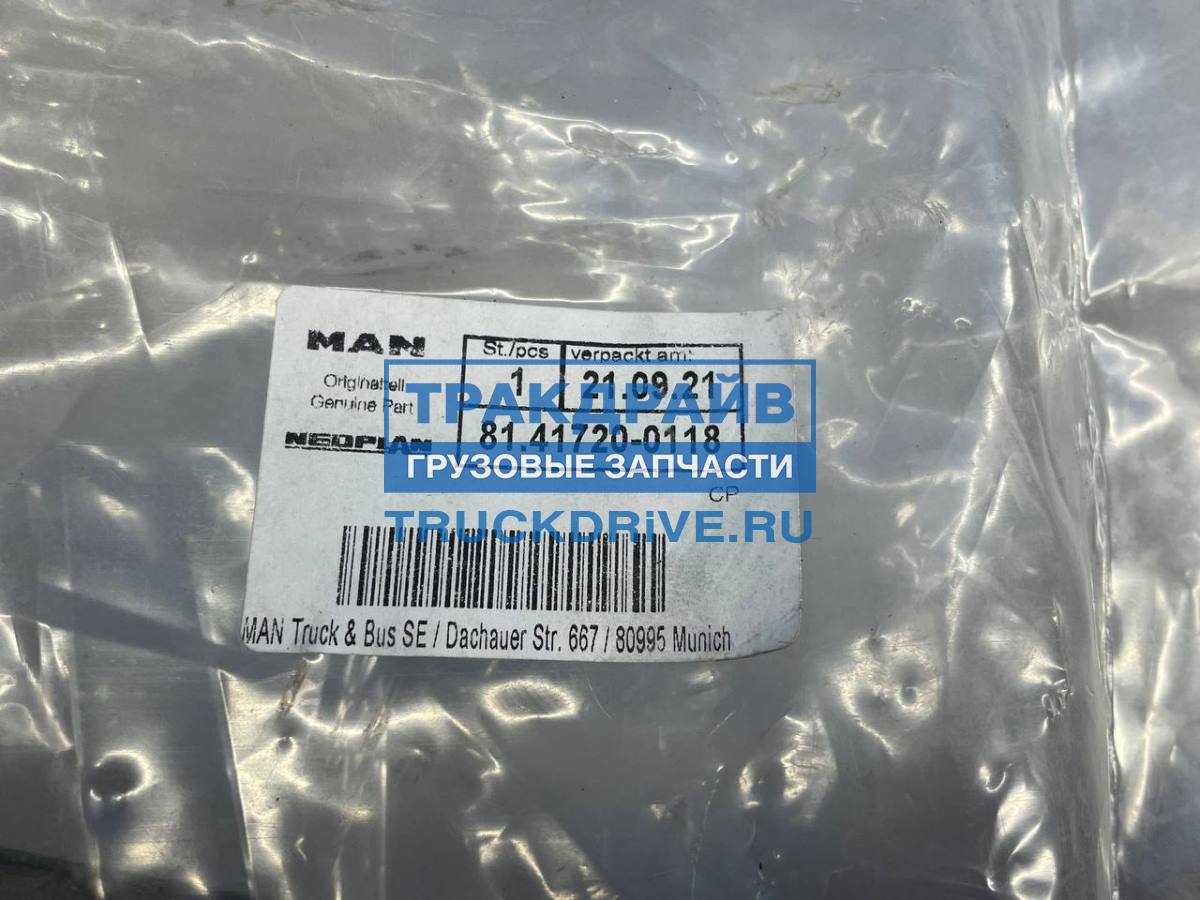 MAN
St./pcs verpackt am:
Originalteil 1 21.09.21
Genuine Part
ТРАКДРАЙВ
NEOPLAN 81.41720-0118
ГРУЗОВЫЕ ЗАПЧАСТИ
CP
TRUCKDRiVE.RU
MAN Truck & Bus SE / Dachauer Str. 667 / 80995 Munich